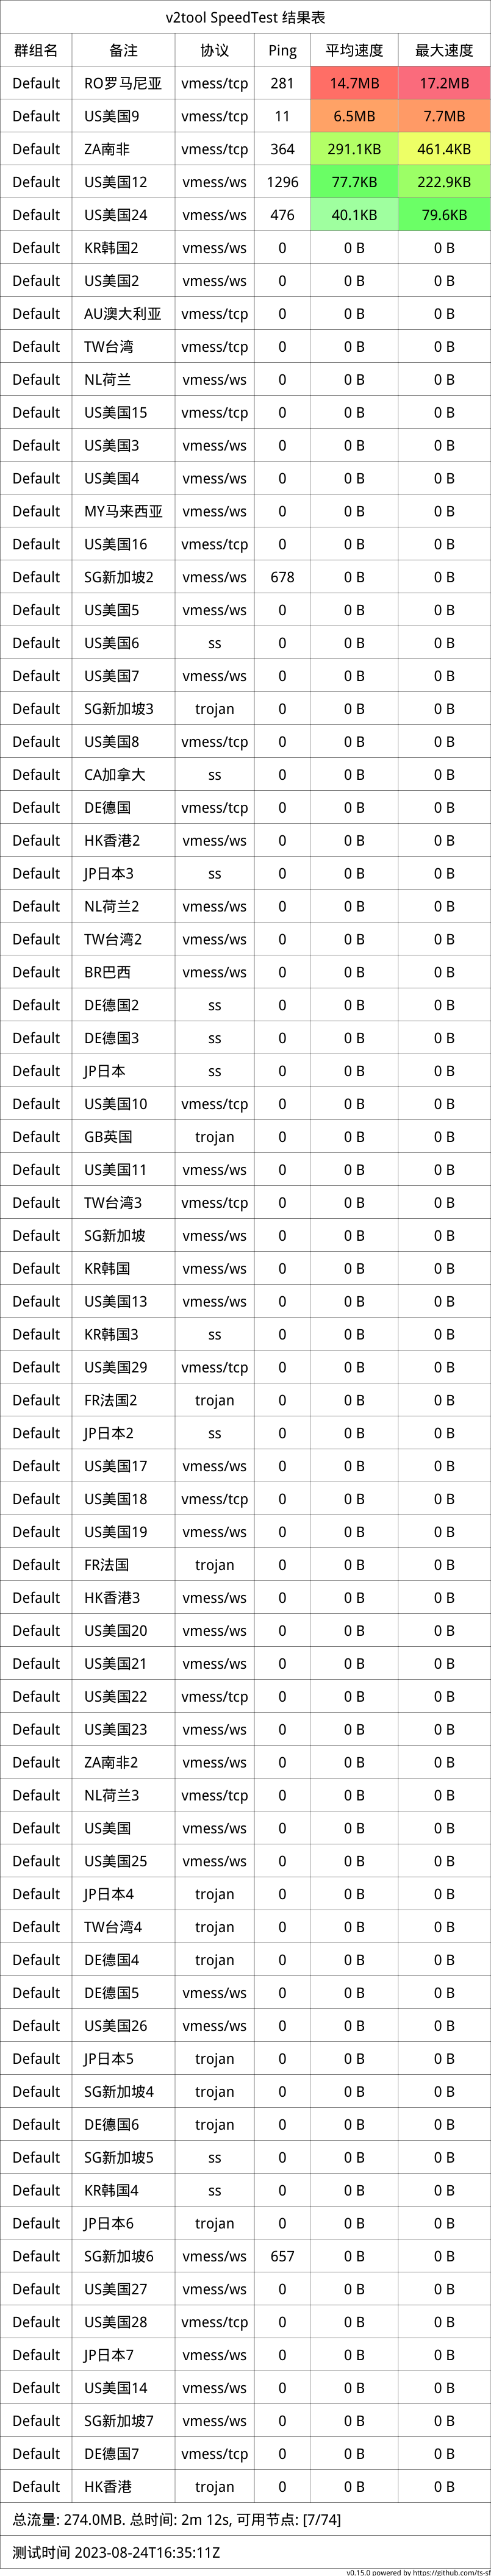 v2tool SpeedTest 结果表
群组名 备注 协议 Ping 平均速度 最大速度
Default RO罗马尼亚 vmess/tcp 281 14.7MB 17.2MB
Default US美国9 vmess/tcp 11 6.5MB 7.7MB
Default ZA南非 vmess/tcp 364 291.1KB 461.4KB
Default US美国12 vmess/ws 1296 77.7KB 222.9KB
Default US美国24 vmess/ws 476 40.1KB 79.6KB
Default KR韩国2 vmess/ws 0 0 B 0 B
Default US美国2 vmess/ws 0 0 B 0 B
Default AU澳大利亚 vmess/tcp 0 0 B 0 B
Default TW台湾 vmess/tcp 0 0 B 0 B
Default NL荷兰 vmess/ws 0 0 B 0 B
Default US美国15 vmess/tcp 0 0 B 0 B
Default US美国3 vmess/ws 0 0 B 0 B
Default US美国4 vmess/ws 0 0 B 0 B
Default MY马来西亚 vmess/ws 0 0 B 0 B
Default US美国16 vmess/tcp 0 0 B 0 B
Default SG新加坡2 vmess/ws 678 0 B 0 B
Default US美国5 vmess/ws 0 0 B 0 B
Default US美国6 ss 0 0 B 0 B
Default US美国7 vmess/ws 0 0 B 0 B
Default SG新加坡3 trojan 0 0 B 0 B
Default US美国8 vmess/tcp 0 0 B 0 B
Default CA加拿大 ss 0 0 B 0 B
Default DE德国 vmess/tcp 0 0 B 0 B
Default HK香港2 vmess/ws 0 0 B 0 B
Default JP日本3 ss 0 0 B 0 B
Default NL荷兰2 vmess/ws 0 0 B 0 B
Default TW台湾2 vmess/ws 0 0 B 0 B
Default BR巴西 vmess/ws 0 0 B 0 B
Default DE德国2 ss 0 0 B 0 B
Default DE德国3 ss 0 0 B 0 B
Default JP日本 ss 0 0 B 0 B
Default US美国10 vmess/tcp 0 0 B 0 B
Default GB英国 trojan 0 0 B 0 B
Default US美国11 vmess/ws 0 0 B 0 B
Default TW台湾3 vmess/tcp 0 0 B 0 B
Default SG新加坡 vmess/ws 0 0 B 0 B
Default KR韩国 vmess/ws 0 0 B 0 B
Default US美国13 vmess/ws 0 0 B 0 B
Default KR韩国3 ss 0 0 B 0 B
Default US美国29 vmess/tcp 0 0 B 0 B
Default FR法国2 trojan 0 0 B 0 B
Default JP日本2 ss 0 0 B 0 B
Default US美国17 vmess/ws 0 0 B 0 B
Default US美国18 vmess/tcp 0 0 B 0 B
Default US美国19 vmess/ws 0 0 B 0 B
Default FR法国 trojan 0 0 B 0 B
Default HK香港3 vmess/ws 0 0 B 0 B
Default US美国20 vmess/ws 0 0 B 0 B
Default US美国21 vmess/ws 0 0 B 0 B
Default US美国22 vmess/tcp 0 0 B 0 B
Default US美国23 vmess/ws 0 0 B 0 B
Default ZA南非2 vmess/ws 0 0 B 0 B
Default NL荷兰3 vmess/tcp 0 0 B 0 B
Default US美国 vmess/ws 0 0 B 0 B
Default US美国25 vmess/ws 0 0 B 0 B
Default JP日本4 trojan 0 0 B 0 B
Default TW台湾4 trojan 0 0 B 0 B
Default DE德国4 trojan 0 0 B 0 B
Default DE德国5 vmess/ws 0 0 B 0 B
Default US美国26 vmess/ws 0 0 B 0 B
Default JP日本5 trojan 0 0 B 0 B
Default SG新加坡4 trojan 0 0 B 0 B
Default DE德国6 trojan 0 0 B 0 B
Default SG新加坡5 ss 0 0 B 0 B
Default KR韩国4 ss 0 0 B 0 B
Default JP日本6 trojan 0 0 B 0 B
Default SG新加坡6 vmess/ws 657 0 B 0 B
Default US美国27 vmess/ws 0 0 B 0 B
Default US美国28 vmess/tcp 0 0 B 0 B
Default JP日本7 vmess/ws 0 0 B 0 B
Default US美国14 vmess/ws 0 0 B 0 B
Default SG新加坡7 vmess/ws 0 0 B 0 B
Default DE德国7 vmess/tcp 0 0 B 0 B
Default HK香港 trojan 0 0 B 0 B
总流量: 274.0MB. 总时间: 2m 12s, 可用节点: [7/74]
测试时间 2023-08-24T16:35:11Z
v0.15.0 powered by https://github.com/ts-sf